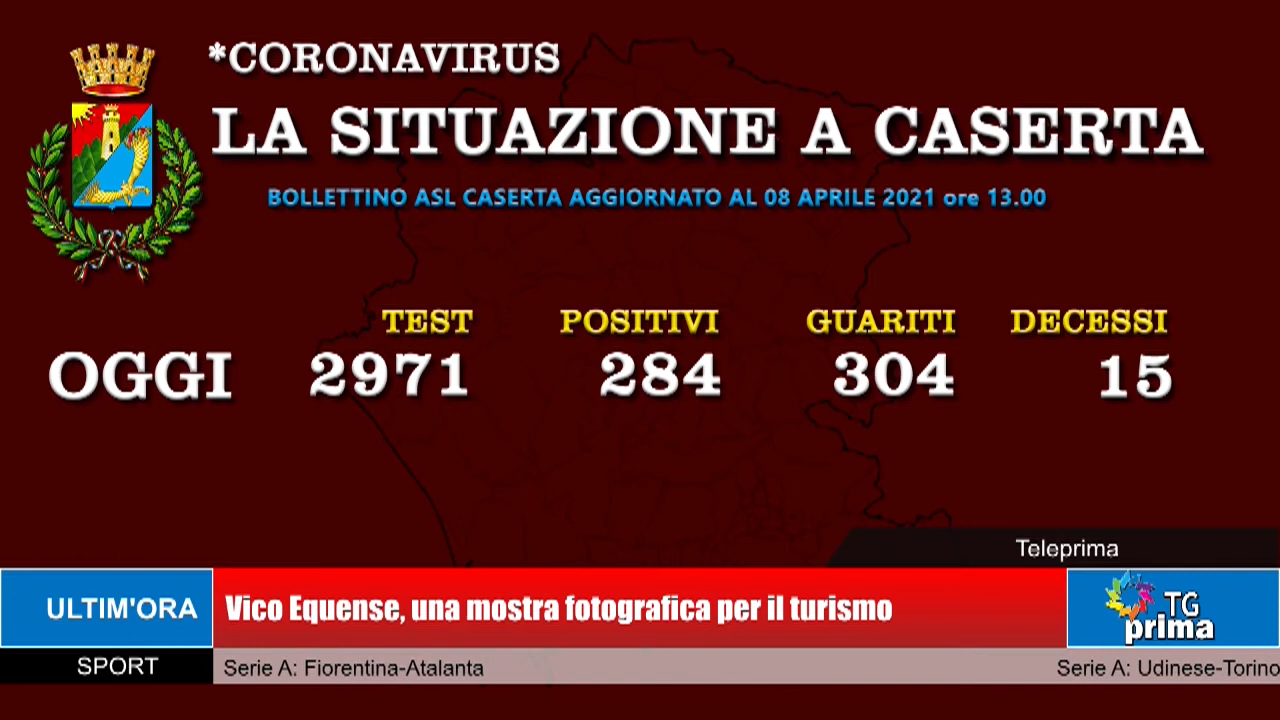 *CORONAVIRUS
LA SITUAZIONE A CASERTA
BOLLETTINO ASL CASERTA AGGIORNATO AL 08 APRILE 2021 ore 13.00
TEST POSITIVI GUARITI DECESSI
OGGI 2971 284 304 15
Teleprima
ULTIM'ORA Vico Equense, una mostra fotografica per il turismo
TG
prima
SPORT Serie A: Fiorentina-Atalanta Serie A: Udinese-Torino